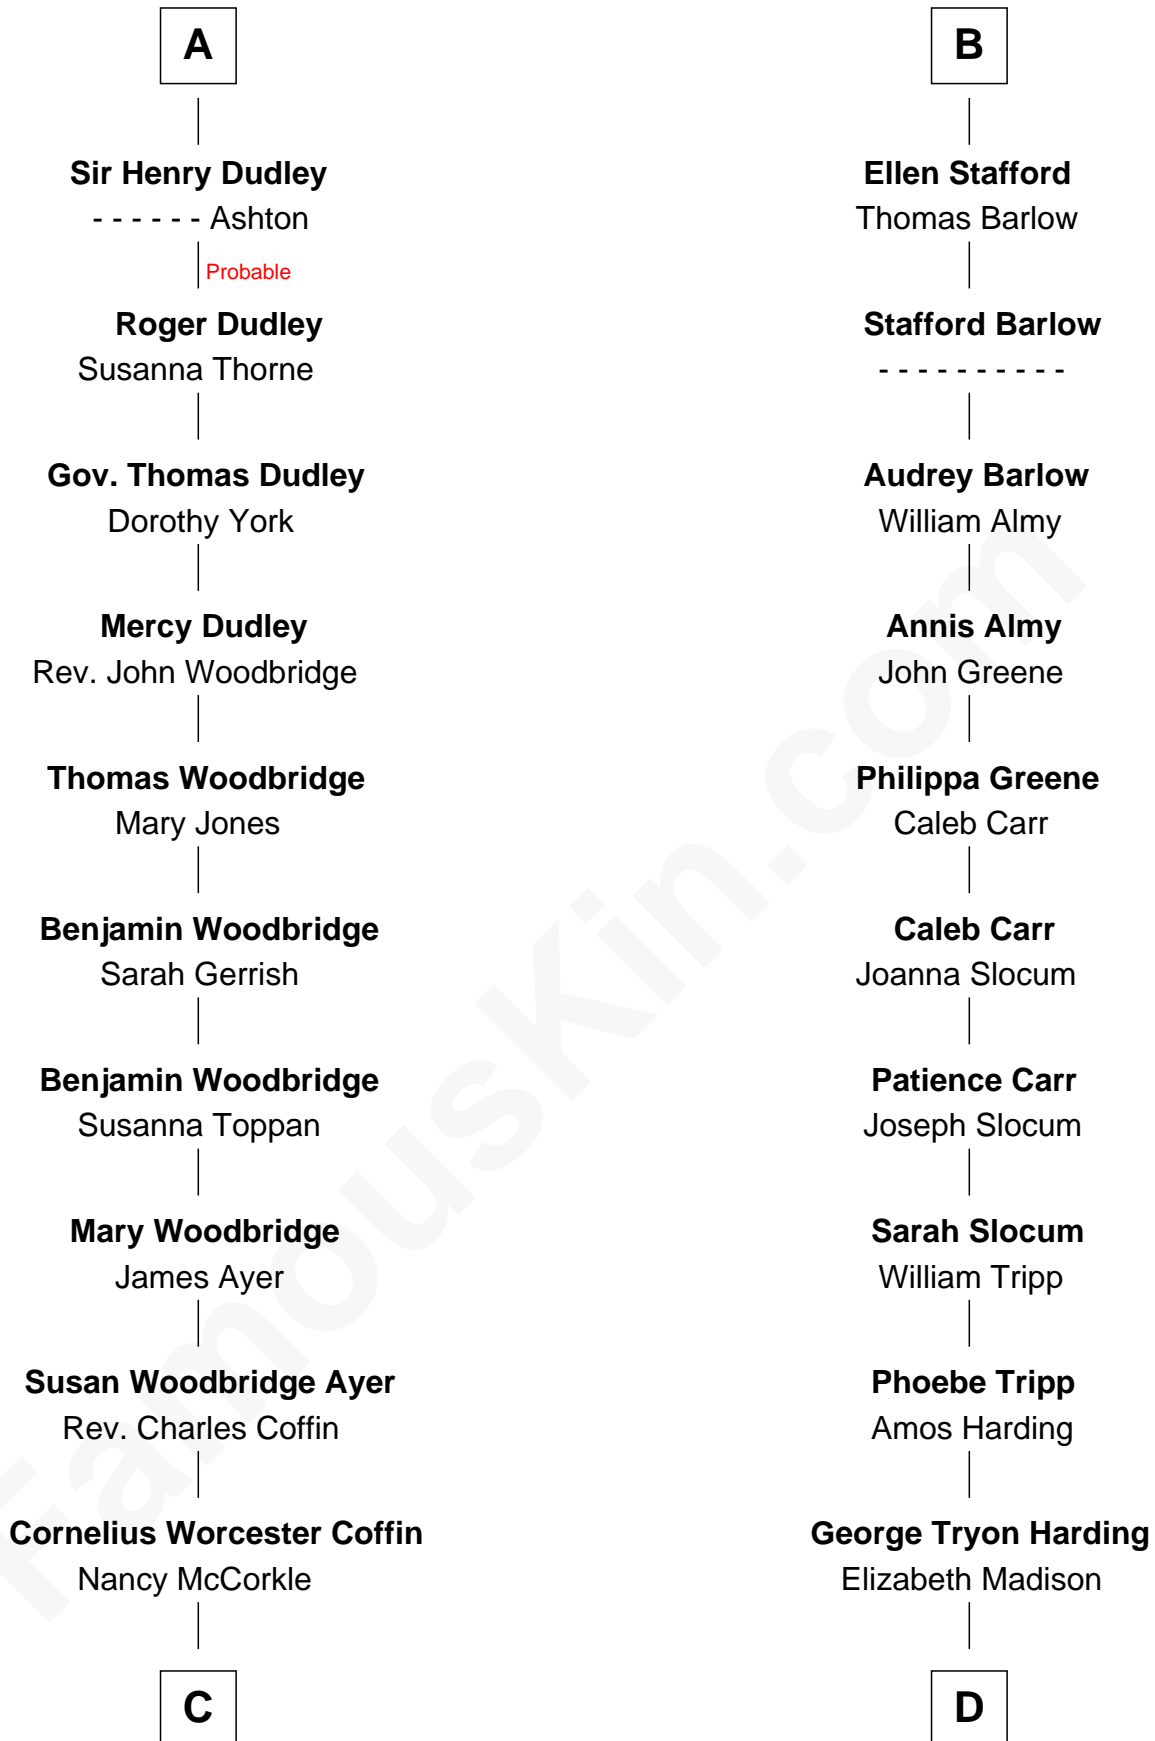 A
Sir Henry Dudley
- - - - - - Ashton
Probable
Roger Dudley
Susanna Thorne
Gov. Thomas Dudley
Dorothy York
Mercy Dudley
Rev. John Woodbridge
Thomas Woodbridge
Mary Jones
Benjamin Woodbridge
Sarah Gerrish
Benjamin Woodbridge
Susanna Toppan
Mary Woodbridge
James Ayer
Susan Woodbridge Ayer
Rev. Charles Coffin
Cornelius Worcester Coffin
Nancy McCorkle
C
B
Ellen Stafford
Thomas Barlow
Stafford Barlow
- - - - - - - - - -
Audrey Barlow
William Almy
Annis Almy
John Greene
Philippa Greene
Caleb Carr
Caleb Carr
Joanna Slocum
Patience Carr
Joseph Slocum
Sarah Slocum
William Tripp
Phoebe Tripp
Amos Harding
George Tryon Harding
Elizabeth Madison
D
FamousKin.com